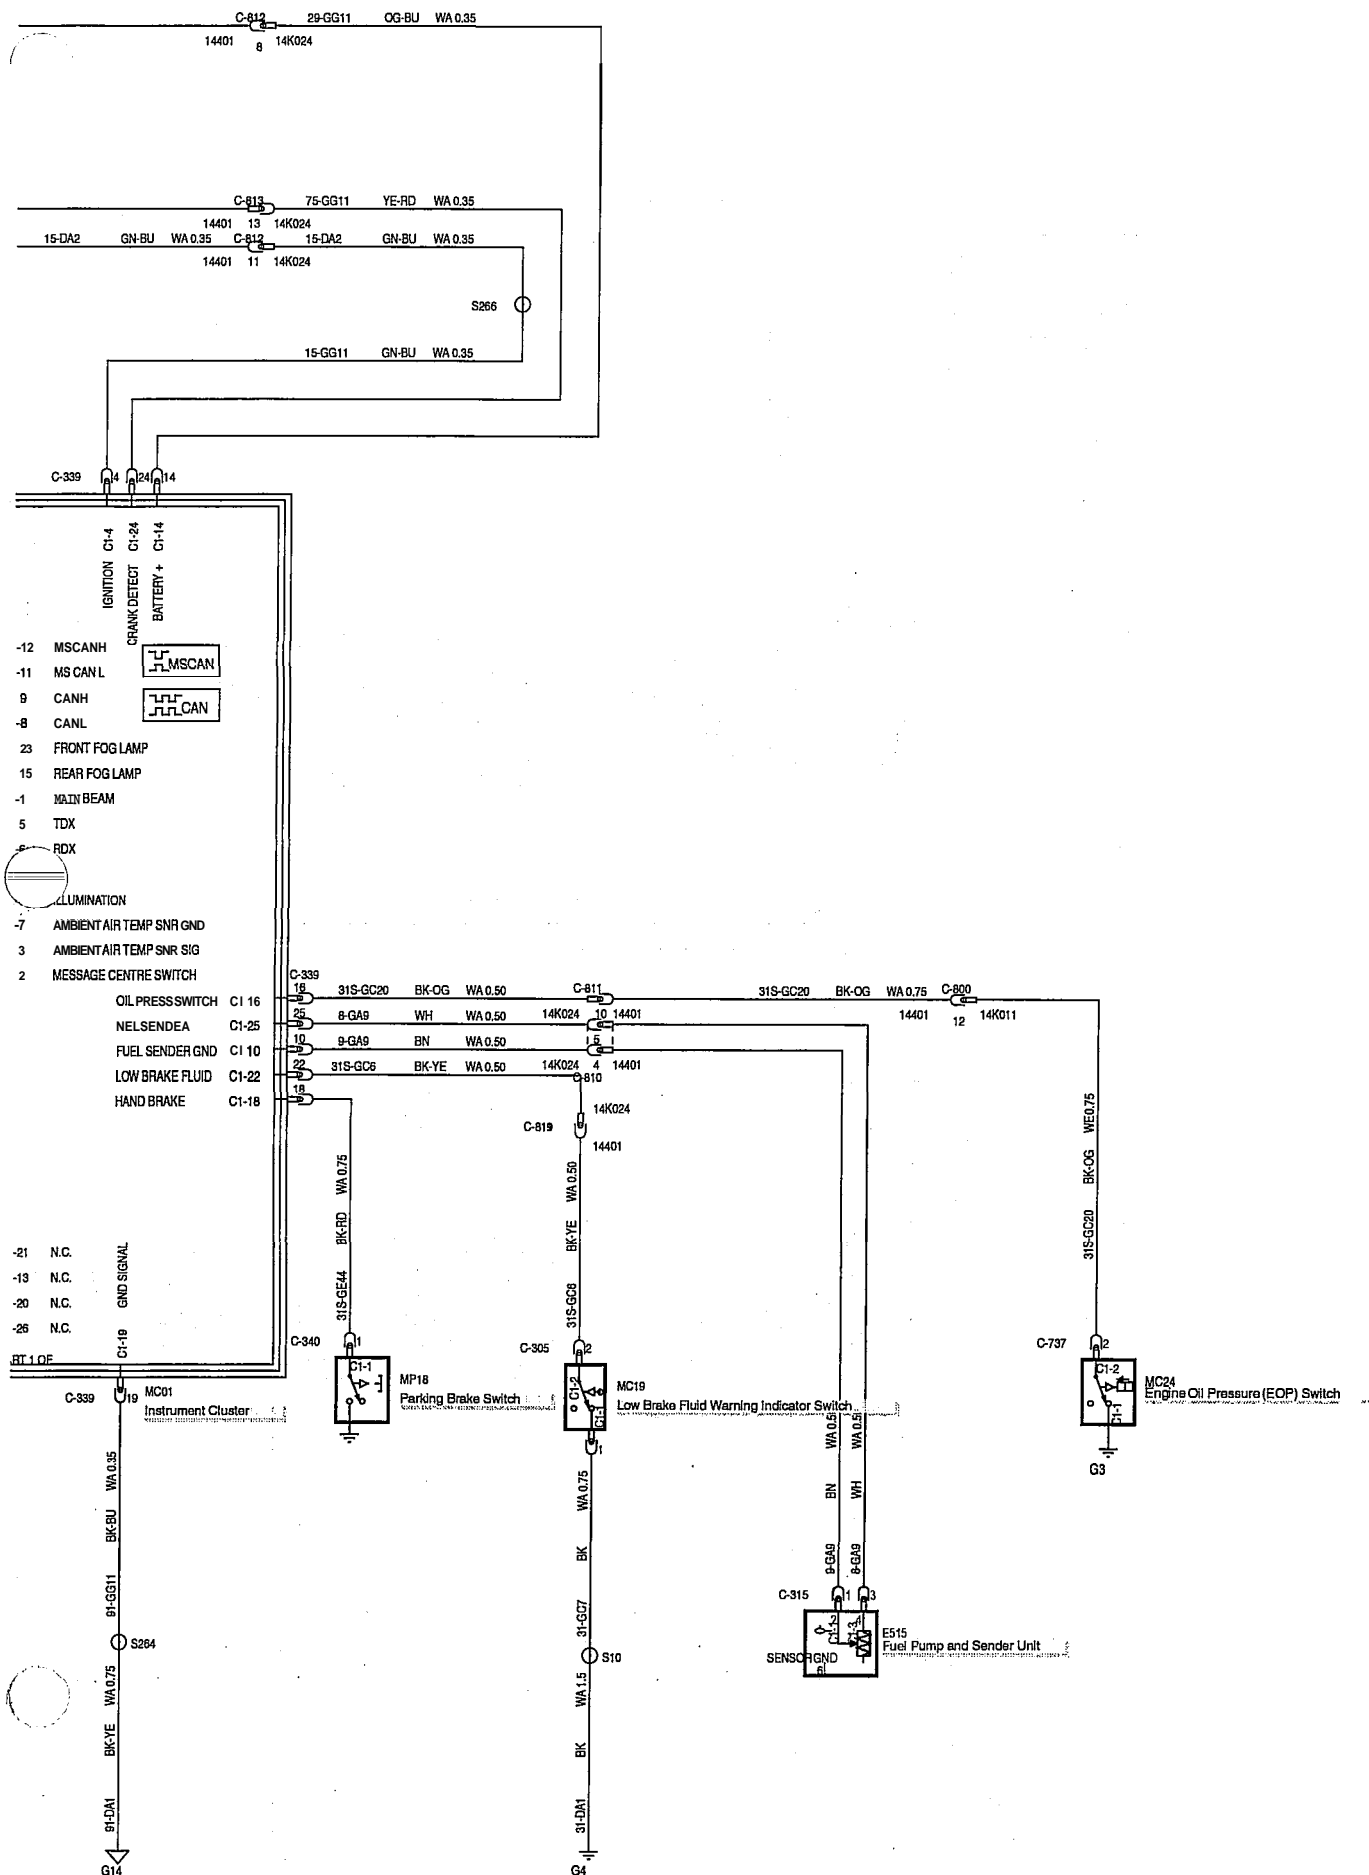 C-812 29-GG11 OG-BU WA 0.35
14401 8 14K024
C-813 75-GG11 YE-RD WA 0.35
14401 13 14K024
15-DA2 GN-BU WA 0.35 C-812 15-DA2 GN-BU WA 0.35
14401 11 14K024
S266
15-GG11 GN-BU WA 0.35
C-339 4 24 14
IGNITION C1-4
CRANK DETECT C1-24
BATTERY + C1-14
-12 MSCANH
MSCAN
-11 MS CAN L
9 CANH
CAN
-8 CANL
23 FRONT FOG LAMP
15 REAR FOG LAMP
-1 MAIN BEAM
5 TDX
RDX
ILLUMINATION
-7 AMBIENT AIR TEMP SNR GND
3 AMBIENT AIR TEMP SNR SIG
2 MESSAGE CENTRE SWITCH
C-339
OIL PRESS SWITCH CI 16 16 31S-GC20 BK-OG WA 0.50 C-811 31S-GC20 BK-OG WA 0.75 C-800
14401 12 14K011
NELSENDEA C1-25 25 8-GA9 WH WA 0.50 14K024 10 14401
FUEL SENDER GND CI 10 10 9-GA9 BN WA 0.50 5
LOW BRAKE FLUID C1-22 22 31S-GC6 BK-YE WA 0.50 14K024 4 14401
C-810
HAND BRAKE C1-18 18
14K024
C-819
14401
31S-GE44 BK-RD WA 0.75
31S-GC6 BK-YE WA 0.50
31S-GC20 BK-OG WE0.75
-21 N.C.
-13 N.C.
-20 N.C.
-26 N.C.
C1-19 GND SIGNAL
RT 1 OF
C-340 1
C1-1
MP18
Parking Brake Switch
C-305 2
C1-2
C1-1
MC19
Low Brake Fluid Warning Indicator Switch
1
C-737 2
C1-2
C1-1
MC24
Engine Oil Pressure (EOP) Switch
G3
C-339 19
MC01
Instrument Cluster
91-GG11 BK-BU WA 0.35
S264
91-DA1 BK-YE WA 0.75
G14
31-GC7 BK WA 0.75
S10
31-DA1 BK WA 1.5
G4
9-GA9 BN WA 0.5
8-GA9 WH WA 0.5
C-315 1 3
E515
Fuel Pump and Sender Unit
SENSOR GND
6